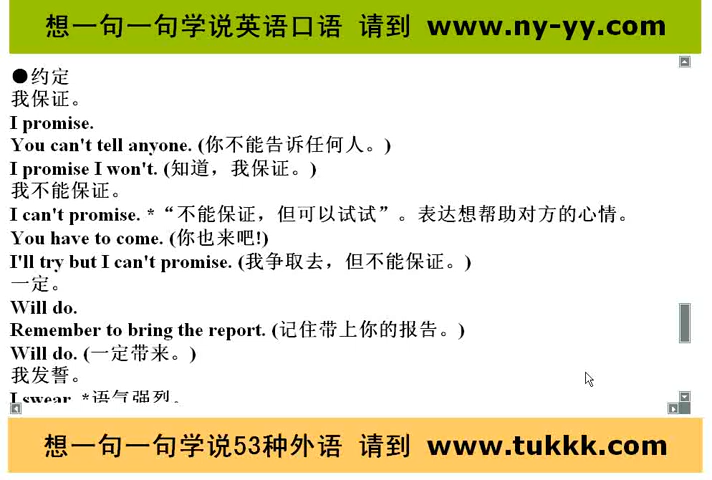 想一句一句学说英语口语 请到 www.ny-yy.com
●约定
我保证。
I promise.
You can't tell anyone. (你不能告诉任何人。)
I promise I won't. (知道，我保证。)
我不能保证。
I can't promise. *“不能保证，但可以试试”。表达想帮助对方的心情。
You have to come. (你也来吧!)
I'll try but I can't promise. (我争取去，但不能保证。)
一定。
Will do.
Remember to bring the report. (记住带上你的报告。)
Will do. (一定带来。)
我发誓。
I swear. *语气强烈。
想一句一句学说53种外语 请到 www.tukkk.com